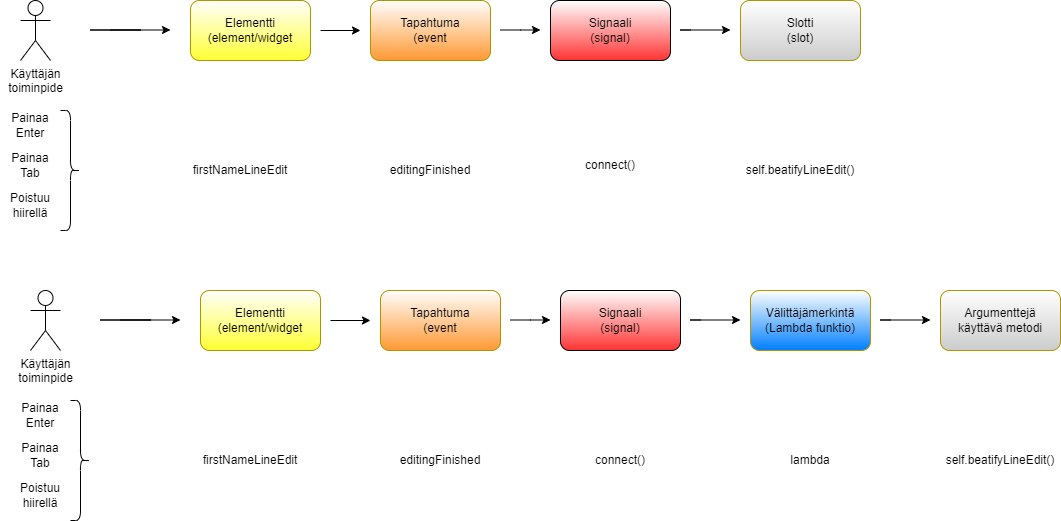 Elementti
(element/widget
Tapahtuma
(event
Signaali
(signal)
Slotti
(slot)
Käyttäjän
toiminpide
Painaa
Enter
Painaa
Tab
Poistuu
hiirellä
firstNameLineEdit
editingFinished
connect()
self.beatifyLineEdit()
Elementti
(element/widget
Tapahtuma
(event
Signaali
(signal)
Välittäjämerkintä
(Lambda funktio)
Argumenttejä
käyttävä metodi
Käyttäjän
toiminpide
Painaa
Enter
Painaa
Tab
Poistuu
hiirellä
firstNameLineEdit
editingFinished
connect()
lambda
self.beatifyLineEdit()